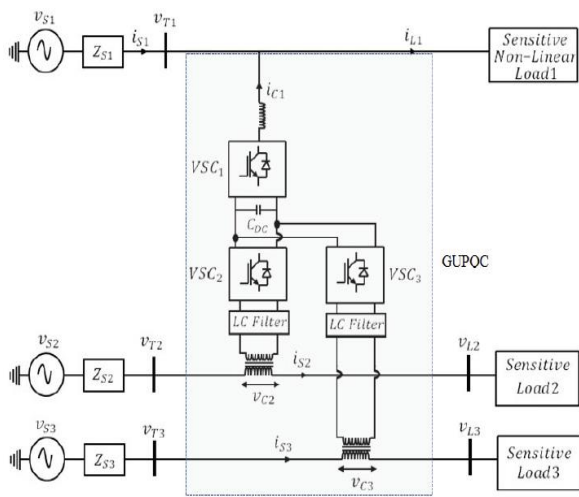 v_{S1}
Z_{S1}
i_{S1}
v_{T1}
i_{L1}
Sensitive
Non-Linear
Load1
i_{C1}
VSC_1
C_{DC}
VSC_2
VSC_3
GUPQC
LC Filter
LC Filter
v_{S2}
Z_{S2}
v_{T2}
i_{S2}
v_{L2}
Sensitive
Load2
v_{C2}
v_{S3}
Z_{S3}
v_{T3}
i_{S3}
v_{L3}
Sensitive
Load3
v_{C3}